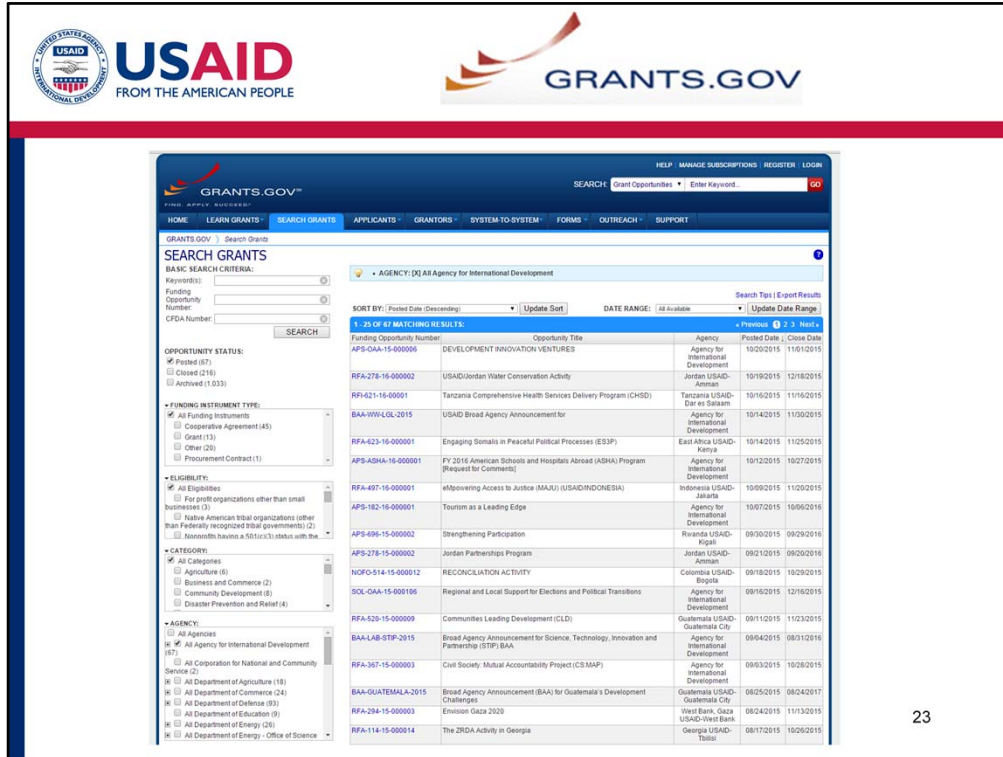 UNITED STATES AGENCY
USAID
INTERNATIONAL DEVELOPMENT
USAID
FROM THE AMERICAN PEOPLE
GRANTS.GOV
HELP | MANAGE SUBSCRIPTIONS | REGISTER | LOGIN
GRANTS.GOV℠
FIND. APPLY. SUCCEED.
SEARCH: Grant Opportunities Enter Keyword... GO
HOME LEARN GRANTS SEARCH GRANTS APPLICANTS GRANTORS SYSTEM-TO-SYSTEM FORMS OUTREACH SUPPORT
GRANTS.GOV Search Grants
SEARCH GRANTS
?
BASIC SEARCH CRITERIA:
Keyword(s):
Funding
Opportunity
Number:
CFDA Number:
SEARCH
OPPORTUNITY STATUS:
Posted (67)
Closed (216)
Archived (1,033)
FUNDING INSTRUMENT TYPE:
All Funding Instruments
Cooperative Agreement (45)
Grant (13)
Other (20)
Procurement Contract (1)
ELIGIBILITY:
All Eligibilities
For profit organizations other than small
businesses (3)
Native American tribal organizations (other
than Federally recognized tribal governments) (2)
Nonprofits having a 501(c)(3) status with the
CATEGORY:
All Categories
Agriculture (6)
Business and Commerce (2)
Community Development (8)
Disaster Prevention and Relief (4)
AGENCY:
All Agencies
All Agency for International Development
(67)
All Corporation for National and Community
Service (2)
All Department of Agriculture (18)
All Department of Commerce (24)
All Department of Defense (93)
All Department of Education (9)
All Department of Energy (26)
All Department of Energy - Office of Science
• AGENCY: [X] All Agency for International Development
Search Tips | Export Results
SORT BY: Posted Date (Descending) Update Sort DATE RANGE: All Available Update Date Range
1 - 25 OF 67 MATCHING RESULTS: « Previous 1 2 3 Next »
Funding Opportunity Number Opportunity Title Agency Posted Date ↓ Close Date
APS-OAA-15-000006 DEVELOPMENT INNOVATION VENTURES Agency for 10/20/2015 11/01/2015
International
Development
RFA-278-16-000002 USAID/Jordan Water Conservation Activity Jordan USAID- 10/19/2015 12/18/2015
Amman
RFI-621-16-00001 Tanzania Comprehensive Health Services Delivery Program (CHSD) Tanzania USAID- 10/16/2015 11/16/2015
Dar es Salaam
BAA-WW-LGL-2015 USAID Broad Agency Announcement for Agency for 10/14/2015 11/30/2015
International
Development
RFA-623-16-000001 Engaging Somalis in Peaceful Political Processes (ES3P) East Africa USAID- 10/14/2015 11/25/2015
Kenya
APS-ASHA-16-000001 FY 2016 American Schools and Hospitals Abroad (ASHA) Program Agency for 10/12/2015 10/27/2015
[Request for Comments] International
Development
RFA-497-16-000001 eMpowering Access to Justice (MAJU) (USAID/INDONESIA) Indonesia USAID- 10/09/2015 11/20/2015
Jakarta
APS-182-16-000001 Tourism as a Leading Edge Agency for 10/07/2015 10/06/2016
International
Development
APS-696-15-000002 Strengthening Participation Rwanda USAID- 09/30/2015 09/29/2016
Kigali
APS-278-15-000002 Jordan Partnerships Program Jordan USAID- 09/21/2015 09/20/2016
Amman
NOFO-514-15-000012 RECONCILIATION ACTIVITY Colombia USAID- 09/18/2015 10/29/2015
Bogota
SOL-OAA-15-000106 Regional and Local Support for Elections and Political Transitions Agency for 09/16/2015 12/16/2015
International
Development
RFA-520-15-000009 Communities Leading Development (CLD) Guatemala USAID- 09/11/2015 11/23/2015
Guatemala City
BAA-LAB-STIP-2015 Broad Agency Announcement for Science, Technology, Innovation and Agency for 09/04/2015 08/31/2016
Partnership (STIP) BAA International
Development
RFA-367-15-000003 Civil Society: Mutual Accountability Project (CS:MAP) Agency for 09/03/2015 10/28/2015
International
Development
BAA-GUATEMALA-2015 Broad Agency Announcement (BAA) for Guatemala's Development Guatemala USAID- 08/25/2015 08/24/2017
Challenges Guatemala City
RFA-294-15-000003 Envision Gaza 2020 West Bank, Gaza 08/24/2015 11/13/2015
USAID-West Bank
RFA-114-15-000014 The ZRDA Activity in Georgia Georgia USAID- 08/17/2015 10/26/2015
Tbilisi
23